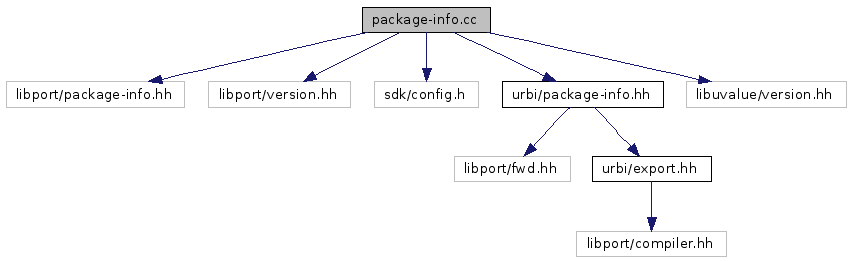 package-info.cc
libport/package-info.hh
libport/version.hh
sdk/config.h
urbi/package-info.hh
libuvalue/version.hh
libport/fwd.hh
urbi/export.hh
libport/compiler.hh